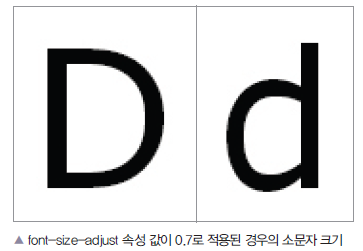 D d
▲ font-size-adjust 속성 값이 0.7로 적용된 경우의 소문자 크기